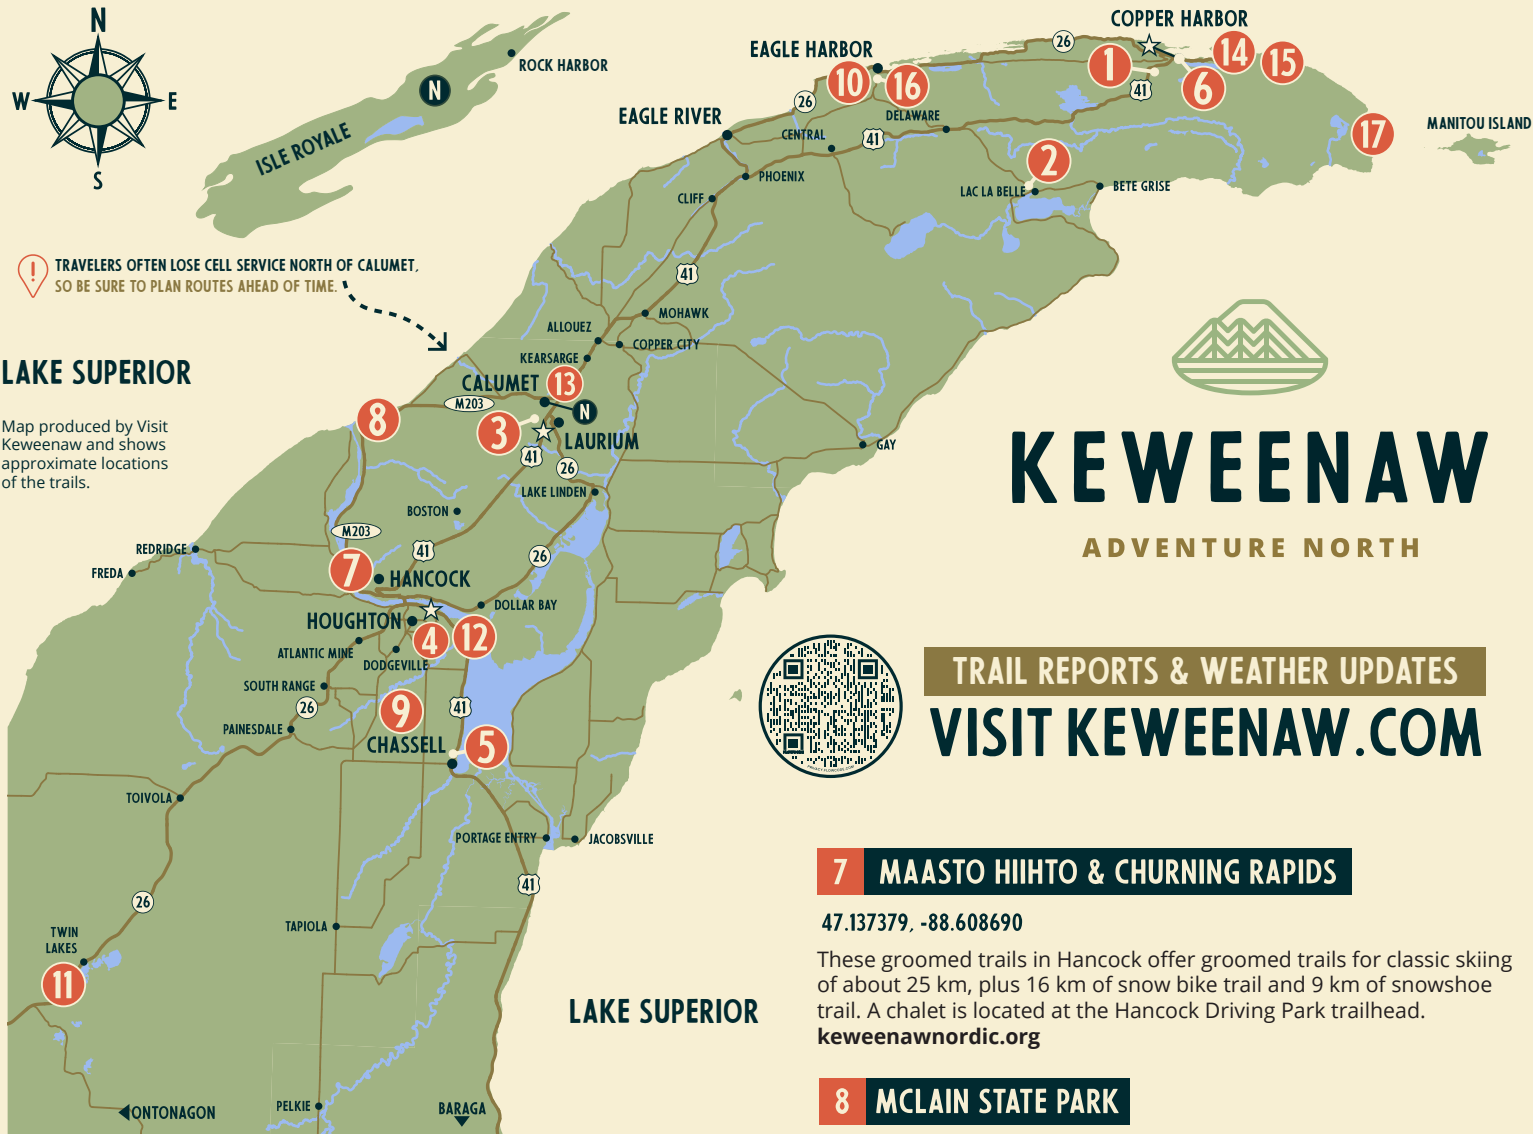 N
W
E
S
ROCK HARBOR
N
ISLE ROYALE
COPPER HARBOR
26
EAGLE HARBOR
1
14
15
6
41
10
16
26
EAGLE RIVER
DELAWARE
CENTRAL
41
17
MANITOU ISLAND
2
PHOENIX
CLIFF
LAC LA BELLE
BETE GRISE
TRAVELERS OFTEN LOSE CELL SERVICE NORTH OF CALUMET,
SO BE SURE TO PLAN ROUTES AHEAD OF TIME.
41
MOHAWK
ALLOUEZ
COPPER CITY
KEARSARGE
LAKE SUPERIOR
CALUMET
13
M203
N
8
3
LAURIUM
Map produced by Visit
Keweenaw and shows
approximate locations
of the trails.
41
26
GAY
LAKE LINDEN
BOSTON
M203
41
26
REDRIDGE
FREDA
7
HANCOCK
DOLLAR BAY
HOUGHTON
4
12
ATLANTIC MINE
DODGEVILLE
SOUTH RANGE
26
9
41
PAINESDALE
CHASSELL
5
TOIVOLA
PORTAGE ENTRY
JACOBSVILLE
41
26
TWIN
LAKES
11
TAPIOLA
LAKE SUPERIOR
PELKIE
ONTONAGON
BARAGA
KEWEENAW
ADVENTURE NORTH
TRAIL REPORTS & WEATHER UPDATES
VISIT KEWEENAW.COM
7 MAASTO HIIHTO & CHURNING RAPIDS
47.137379, -88.608690
These groomed trails in Hancock offer groomed trails for classic skiing
of about 25 km, plus 16 km of snow bike trail and 9 km of snowshoe
trail. A chalet is located at the Hancock Driving Park trailhead.
keweenawnordic.org
8 MCLAIN STATE PARK